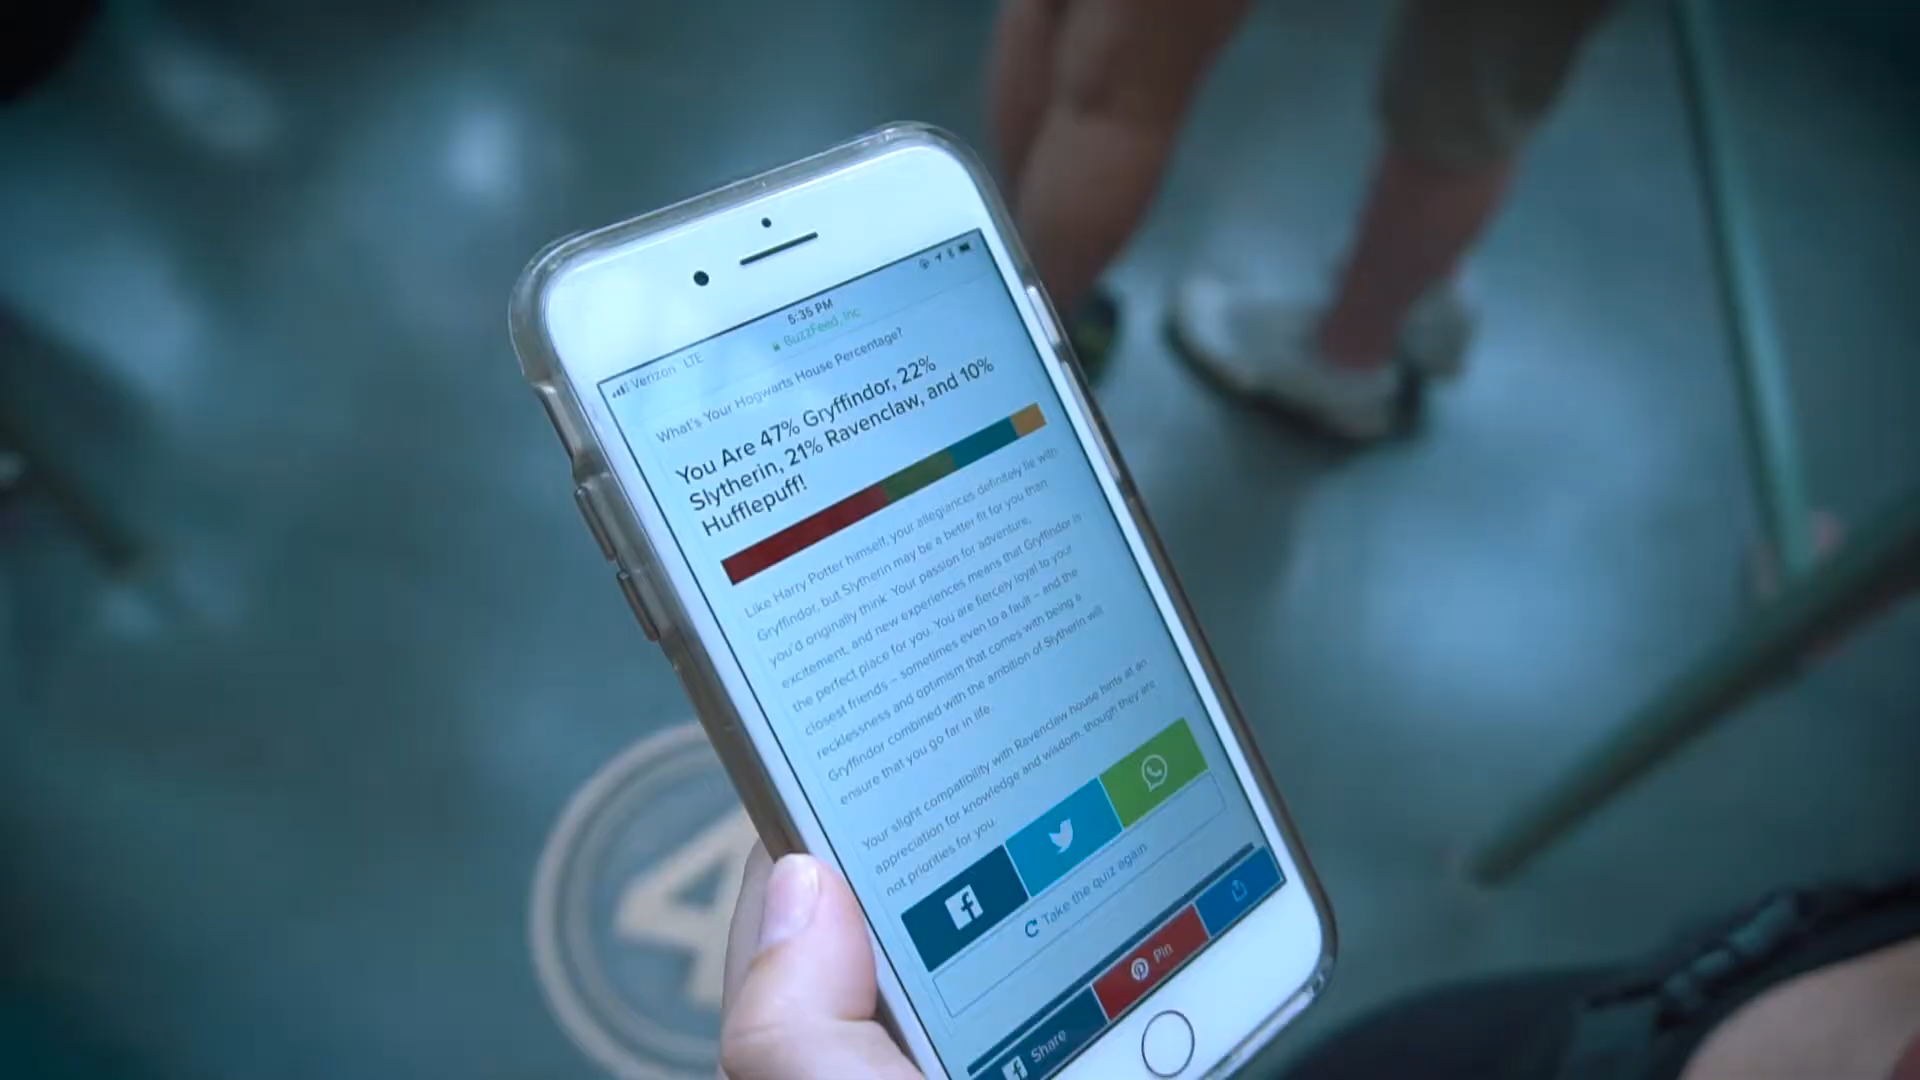 Verizon LTE
5:35 PM
BuzzFeed, Inc
What's Your Hogwarts House Percentage?
You Are 47% Gryffindor, 22%
Slytherin, 21% Ravenclaw, and 10%
Hufflepuff!
Like Harry Potter himself, your allegiances definitely lie with
Gryffindor, but Slytherin may be a better fit for you than
you'd originally think. Your passion for adventure,
excitement, and new experiences means that Gryffindor is
the perfect place for you. You are fiercely loyal to your
closest friends – sometimes even to a fault – and the
recklessness and optimism that comes with being a
Gryffindor combined with the ambition of Slytherin will
ensure that you go far in life.
Your slight compatibility with Ravenclaw house hints at an
appreciation for knowledge and wisdom, though they are
not priorities for you.
Take the quiz again
Share
Pin
4